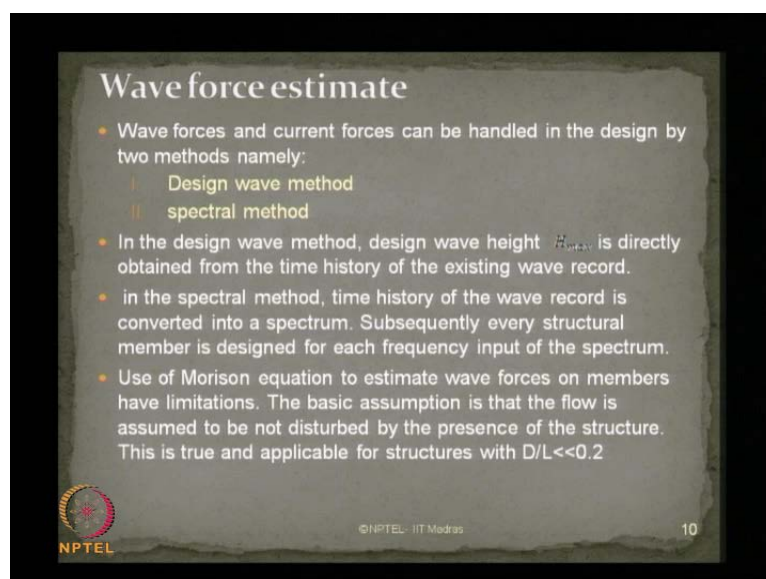 Wave force estimate
• Wave forces and current forces can be handled in the design by
two methods namely:
I. Design wave method
II. spectral method
• In the design wave method, design wave height H_max is directly
obtained from the time history of the existing wave record.
• in the spectral method, time history of the wave record is
converted into a spectrum. Subsequently every structural
member is designed for each frequency input of the spectrum.
• Use of Morison equation to estimate wave forces on members
have limitations. The basic assumption is that the flow is
assumed to be not disturbed by the presence of the structure.
This is true and applicable for structures with D/L<<0.2
NPTEL
©NPTEL- IIT Madras
10